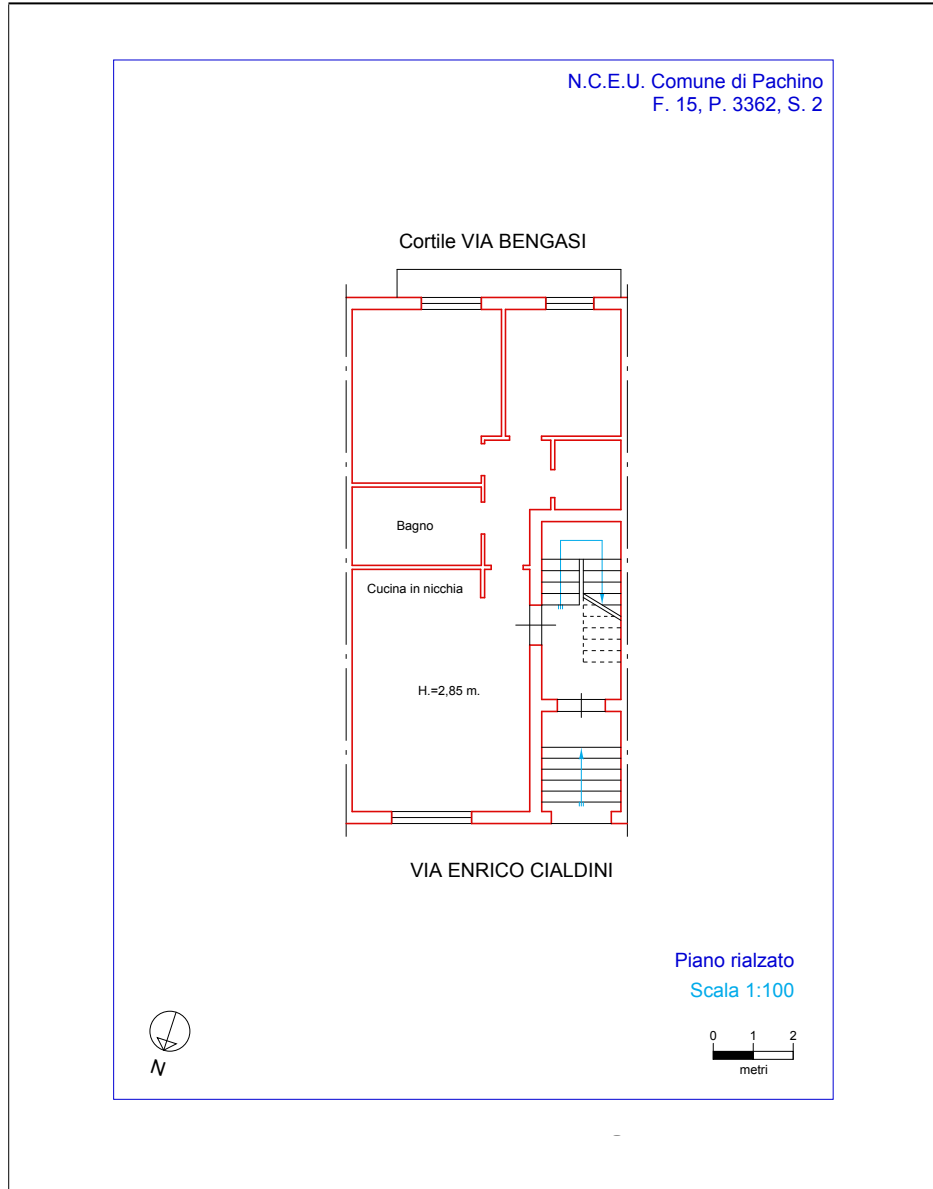 N.C.E.U. Comune di Pachino
F. 15, P. 3362, S. 2
Cortile VIA BENGASI
Bagno
Cucina in nicchia
H.=2,85 m.
VIA ENRICO CIALDINI
Piano rialzato
Scala 1:100
0 1 2
metri
N